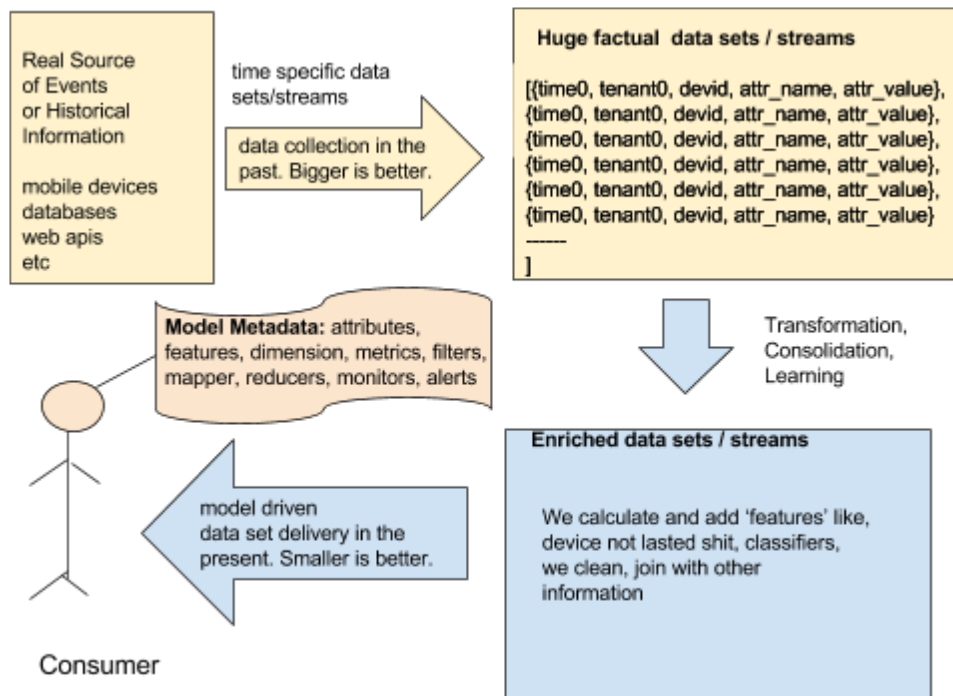 Real Source
of Events
or Historical
Information
mobile devices
databases
web apis
etc
time specific data
sets/streams
data collection in the
past. Bigger is better.
Huge factual data sets / streams
[{time0, tenant0, devid, attr_name, attr_value},
{time0, tenant0, devid, attr_name, attr_value},
{time0, tenant0, devid, attr_name, attr_value},
{time0, tenant0, devid, attr_name, attr_value},
{time0, tenant0, devid, attr_name, attr_value},
{time0, tenant0, devid, attr_name, attr_value}
------
]
Transformation,
Consolidation,
Learning
Model Metadata: attributes,
features, dimension, metrics, filters,
mapper, reducers, monitors, alerts
Enriched data sets / streams
We calculate and add ‘features’ like,
device not lasted shit, classifiers,
we clean, join with other
information
model driven
data set delivery in the
present. Smaller is better.
Consumer